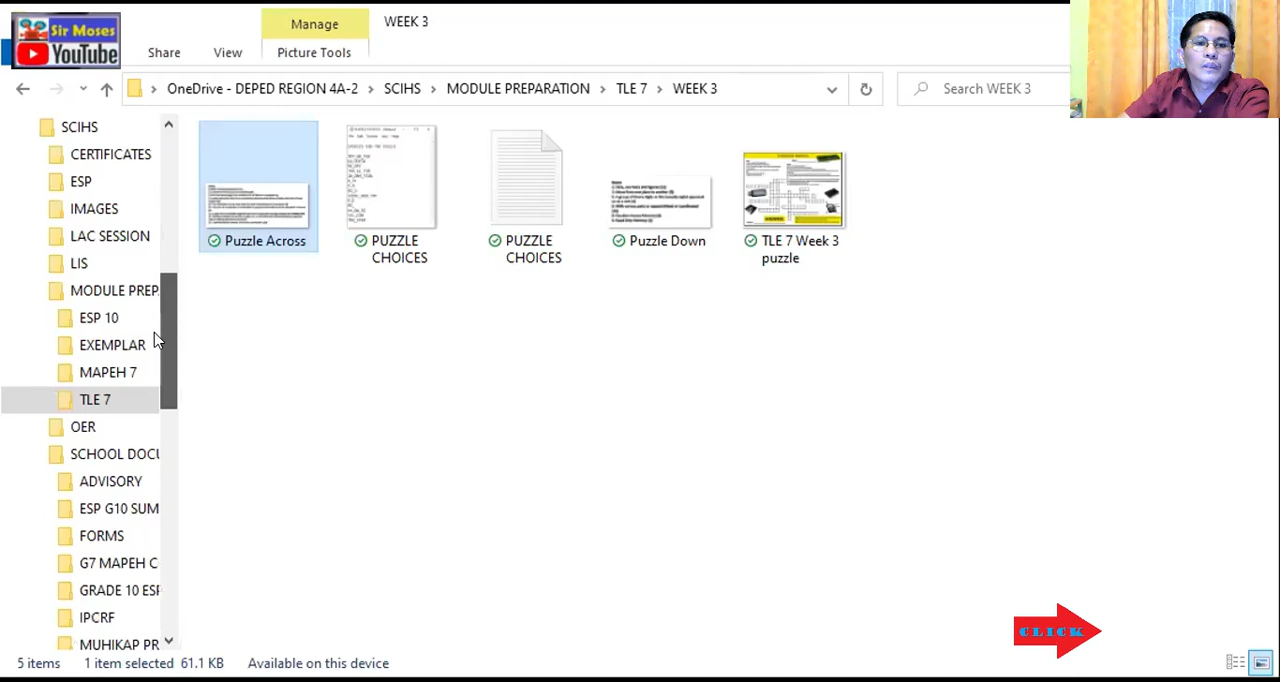 Sir Moses
YouTube
Manage
WEEK 3
Share
View
Picture Tools
OneDrive - DEPED REGION 4A-2 > SCIHS > MODULE PREPARATION > TLE 7 > WEEK 3
Search WEEK 3
SCIHS
CERTIFICATES
ESP
IMAGES
LAC SESSION
LIS
MODULE PREP
ESP 10
EXEMPLAR
MAPEH 7
TLE 7
OER
SCHOOL DOCU
ADVISORY
ESP G10 SUM
FORMS
G7 MAPEH C
GRADE 10 ESP
IPCRF
MUHIKAP PR
Puzzle Across
PUZZLE
CHOICES
PUZZLE
CHOICES
Puzzle Down
TLE 7 Week 3
puzzle
CLICK
5 items
1 item selected 61.1 KB
Available on this device